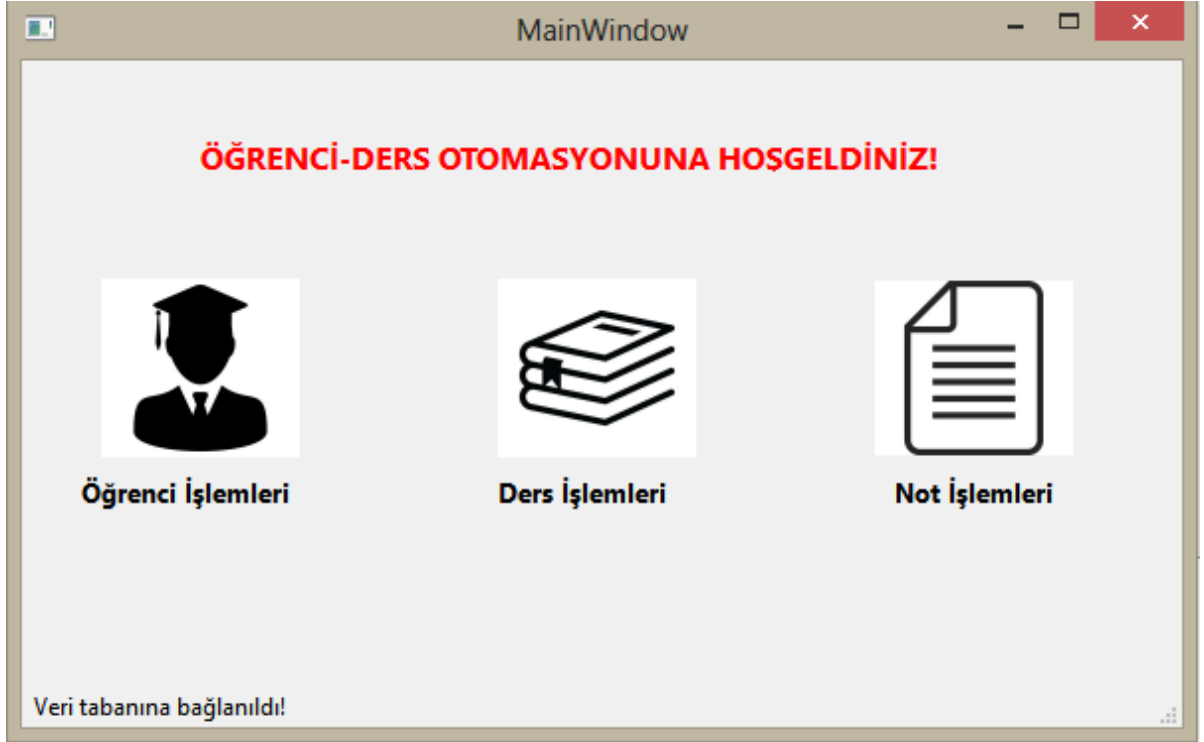 MainWindow
ÖĞRENCİ-DERS OTOMASYONUNA HOŞGELDİNİZ!
Öğrenci İşlemleri
Ders İşlemleri
Not İşlemleri
Veri tabanına bağlanıldı!